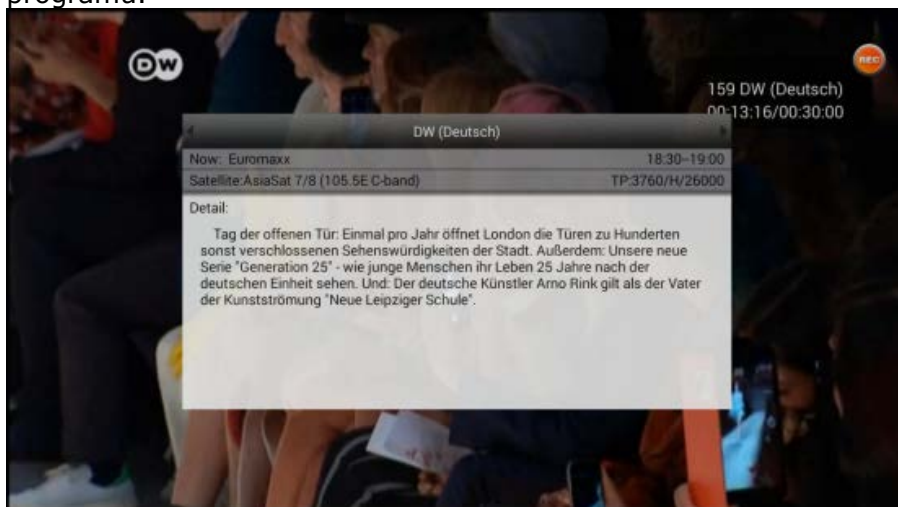 programa.
DW
REC
159 DW (Deutsch)
00:13:16/00:30:00
DW (Deutsch)
Now: Euromaxx 18:30–19:00
Satellite:AsiaSat 7/8 (105.5E C-band) TP:3760/H/26000
Detail:
Tag der offenen Tür: Einmal pro Jahr öffnet London die Türen zu Hunderten
sonst verschlossenen Sehenswürdigkeiten der Stadt. Außerdem: Unsere neue
Serie "Generation 25" - wie junge Menschen ihr Leben 25 Jahre nach der
deutschen Einheit sehen. Und: Der deutsche Künstler Arno Rink gilt als der Vater
der Kunstströmung "Neue Leipziger Schule".